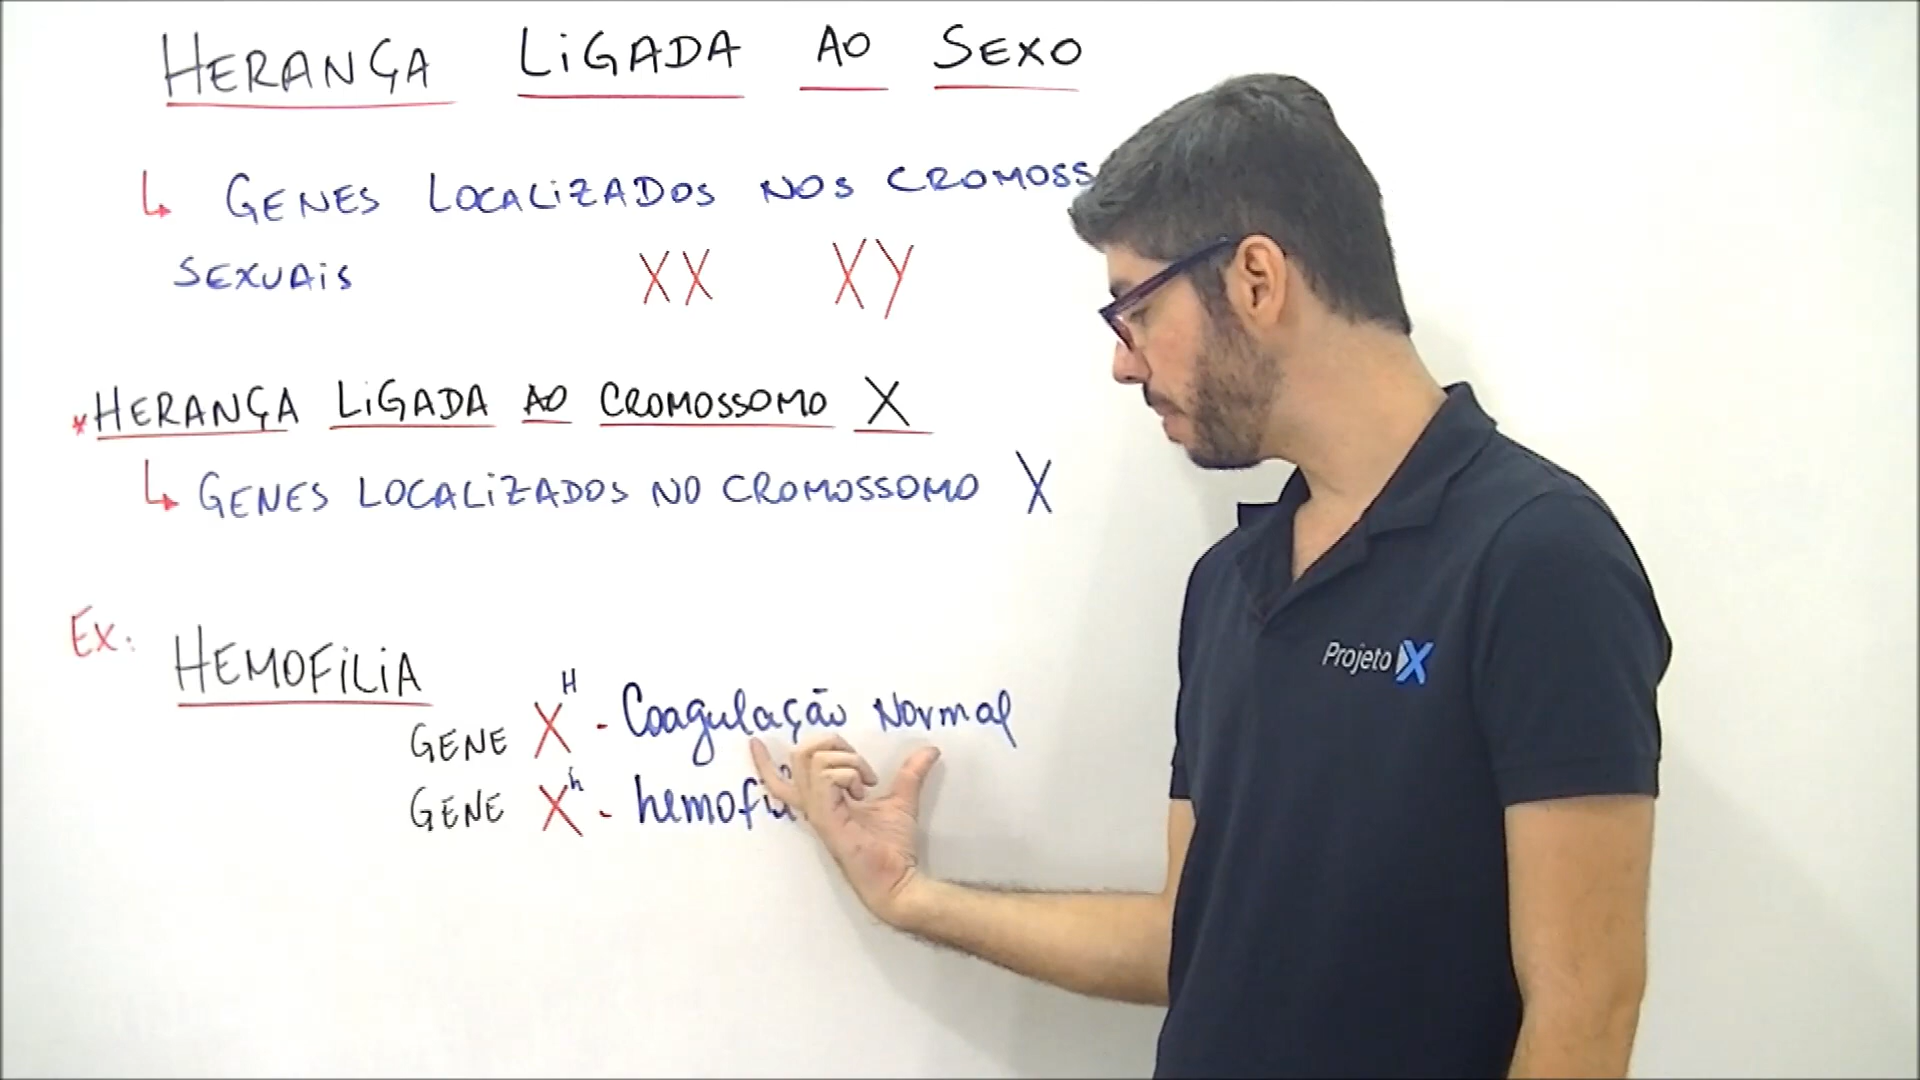 HERANÇA LIGADA AO SEXO
↳ GENES LOCALIZADOS NOS CROMOSS
SEXUAIS XX XY
*HERANÇA LIGADA AO CROMOSSOMO X
↳ GENES LOCALIZADOS NO CROMOSSOMO X
Ex: HEMOFILIA
GENE X^H - Coagulação Normal
GENE X^h - hemofil
Projeto X